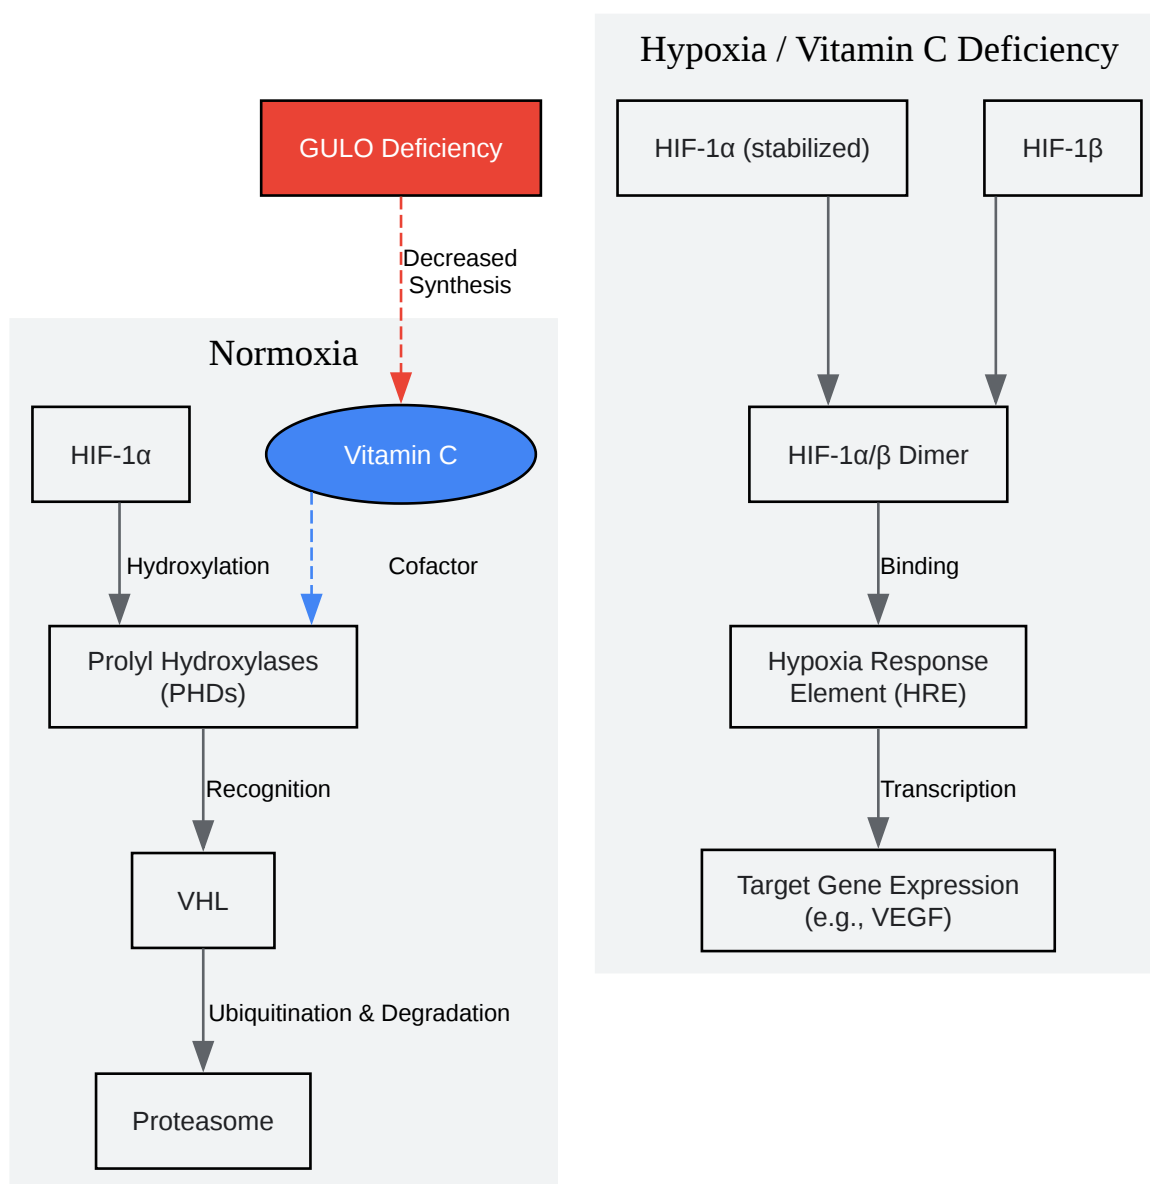 Hypoxia / Vitamin C Deficiency
GULO Deficiency
HIF-1α (stabilized)
HIF-1β
Decreased
Synthesis
Normoxia
HIF-1α
Vitamin C
HIF-1α/β Dimer
Hydroxylation
Cofactor
Binding
Prolyl Hydroxylases
(PHDs)
Hypoxia Response
Element (HRE)
Recognition
Transcription
VHL
Target Gene Expression
(e.g., VEGF)
Ubiquitination & Degradation
Proteasome